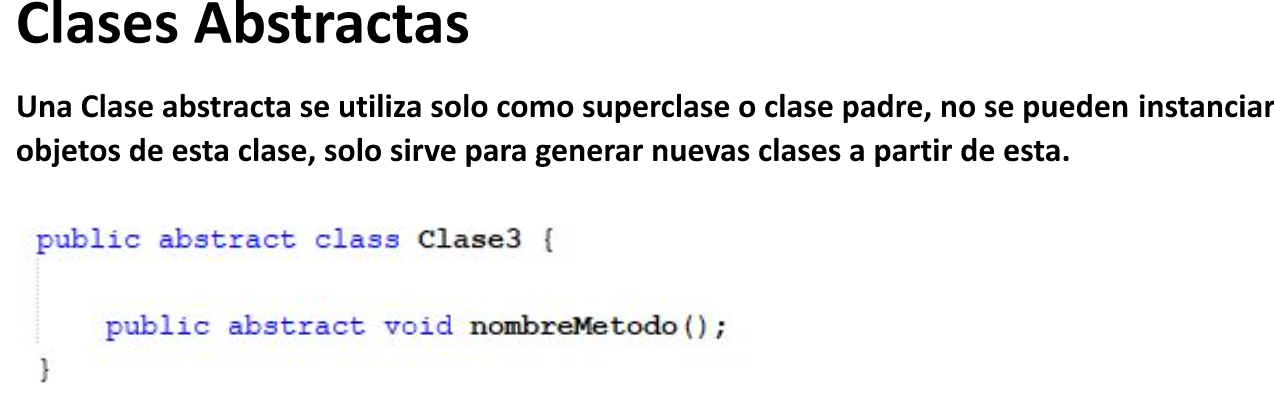 Clases Abstractas
Una Clase abstracta se utiliza solo como superclase o clase padre, no se pueden instanciar
objetos de esta clase, solo sirve para generar nuevas clases a partir de esta.
public abstract class Clase3 {
public abstract void nombreMetodo();
}